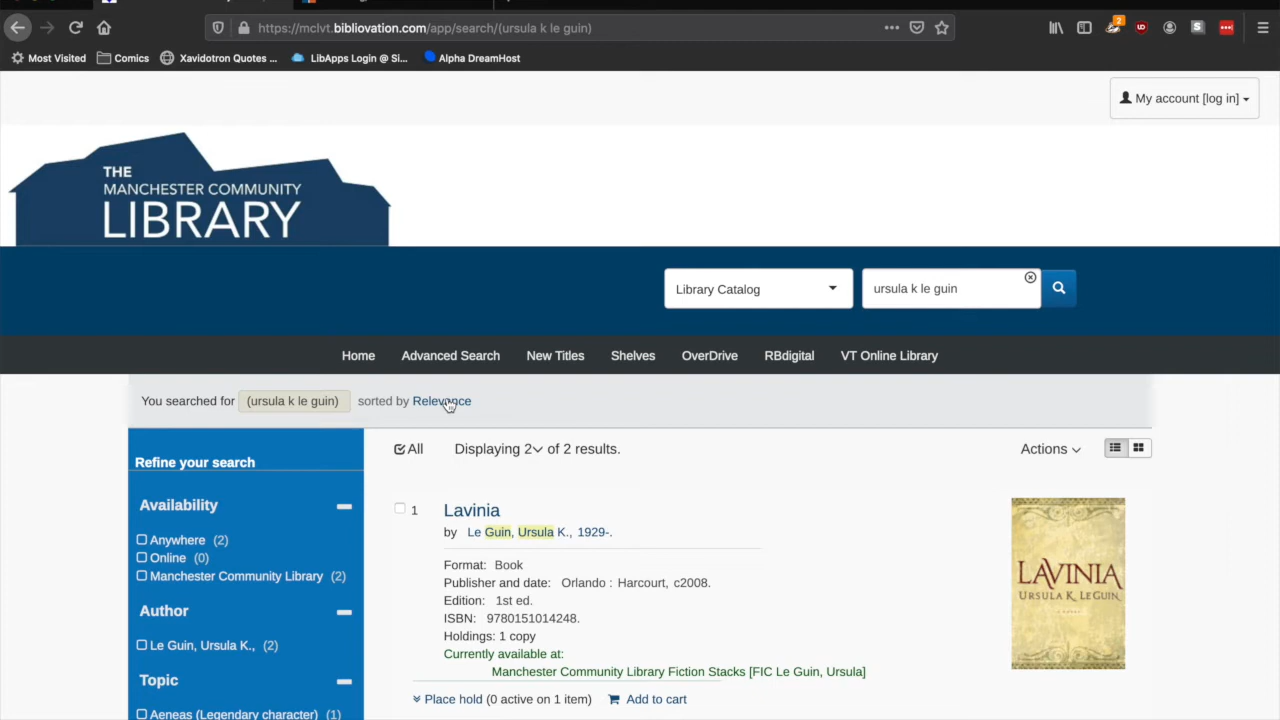 https://mclvt.bibliovation.com/app/search/(ursula k le guin)
2
Most Visited Comics Xavidotron Quotes ... LibApps Login @ Si... Alpha DreamHost
My account [log in]
THE
MANCHESTER COMMUNITY
LIBRARY
Library Catalog
ursula k le guin
Home Advanced Search New Titles Shelves OverDrive RBdigital VT Online Library
You searched for (ursula k le guin) sorted by Relevance
All Displaying 2 of 2 results. Actions
Refine your search
Availability
Anywhere (2)
Online (0)
Manchester Community Library (2)
Author
Le Guin, Ursula K., (2)
Topic
Aeneas (Legendary character) (1)
1 Lavinia
by Le Guin, Ursula K., 1929-.
Format: Book
Publisher and date: Orlando : Harcourt, c2008.
Edition: 1st ed.
ISBN: 9780151014248.
Holdings: 1 copy
Currently available at:
Manchester Community Library Fiction Stacks [FIC Le Guin, Ursula]
Place hold (0 active on 1 item) Add to cart
LAVINIA
URSULA K. LE GUIN